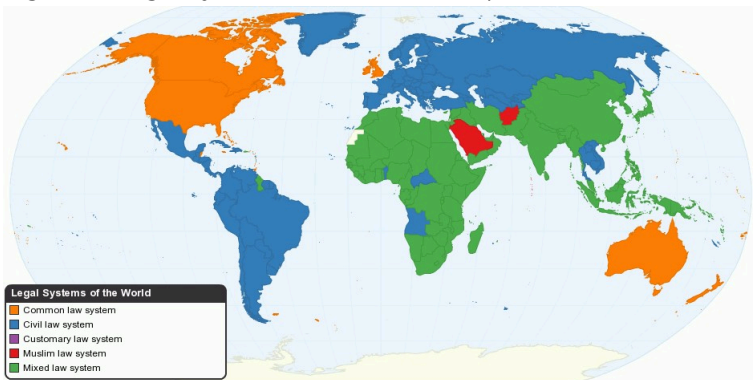 Legal Systems of the World
Common law system
Civil law system
Customary law system
Muslim law system
Mixed law system